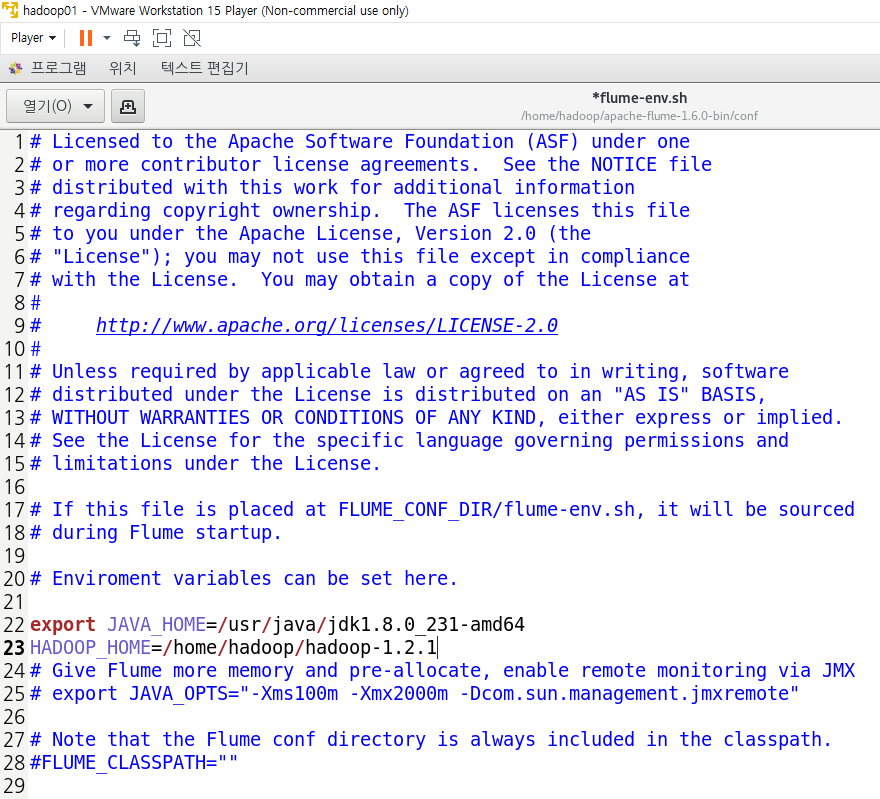 hadoop01 - VMware Workstation 15 Player (Non-commercial use only)
Player
프로그램 위치 텍스트 편집기
열기(O) *flume-env.sh
/home/hadoop/apache-flume-1.6.0-bin/conf
1 # Licensed to the Apache Software Foundation (ASF) under one
2 # or more contributor license agreements.  See the NOTICE file
3 # distributed with this work for additional information
4 # regarding copyright ownership.  The ASF licenses this file
5 # to you under the Apache License, Version 2.0 (the
6 # "License"); you may not use this file except in compliance
7 # with the License.  You may obtain a copy of the License at
8 #
9 #     http://www.apache.org/licenses/LICENSE-2.0
10 #
11 # Unless required by applicable law or agreed to in writing, software
12 # distributed under the License is distributed on an "AS IS" BASIS,
13 # WITHOUT WARRANTIES OR CONDITIONS OF ANY KIND, either express or implied.
14 # See the License for the specific language governing permissions and
15 # limitations under the License.
16
17 # If this file is placed at FLUME_CONF_DIR/flume-env.sh, it will be sourced
18 # during Flume startup.
19
20 # Enviroment variables can be set here.
21
22 export JAVA_HOME=/usr/java/jdk1.8.0_231-amd64
23 HADOOP_HOME=/home/hadoop/hadoop-1.2.1
24 # Give Flume more memory and pre-allocate, enable remote monitoring via JMX
25 # export JAVA_OPTS="-Xms100m -Xmx2000m -Dcom.sun.management.jmxremote"
26
27 # Note that the Flume conf directory is always included in the classpath.
28 #FLUME_CLASSPATH=""
29